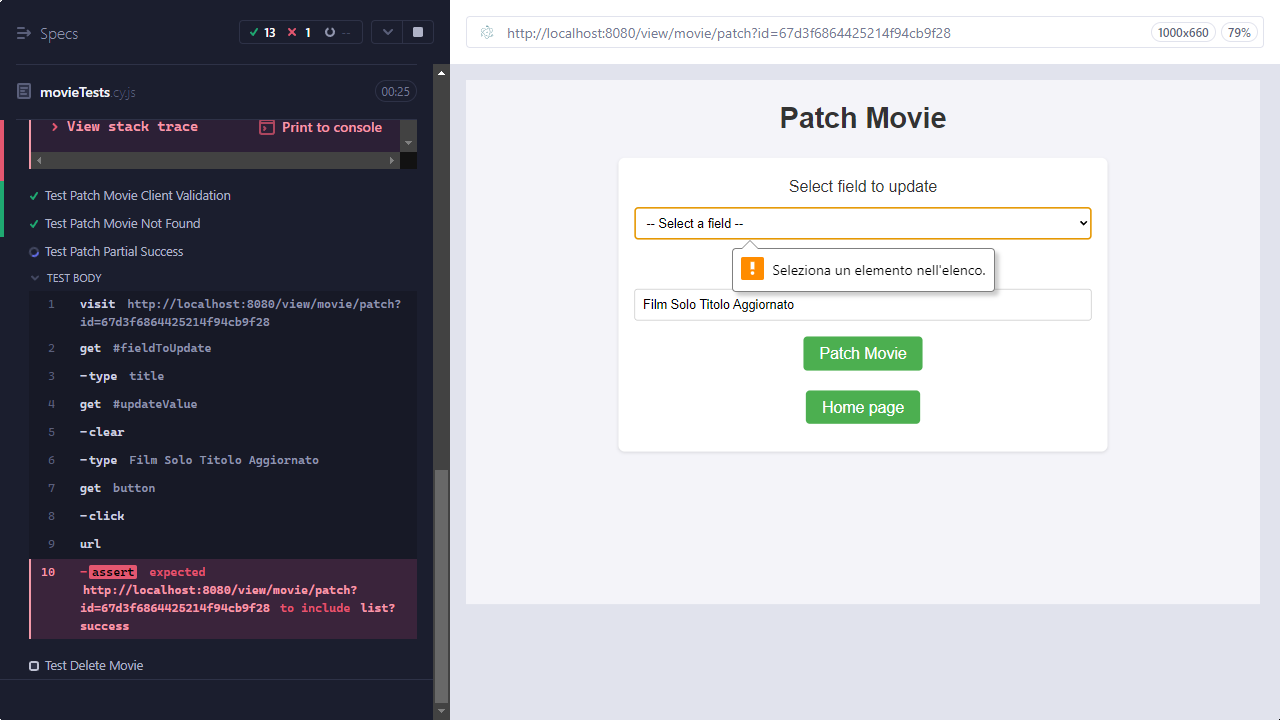 Specs
13
1
--
movieTests.cy.js
00:25
View stack trace
Print to console
Test Patch Movie Client Validation
Test Patch Movie Not Found
Test Patch Partial Success
TEST BODY
1 visit http://localhost:8080/view/movie/patch?
id=67d3f6864425214f94cb9f28
2 get #fieldToUpdate
3 -type title
4 get #updateValue
5 -clear
6 -type Film Solo Titolo Aggiornato
7 get button
8 -click
9 url
10 -assert expected
http://localhost:8080/view/movie/patch?
id=67d3f6864425214f94cb9f28 to include list?
success
Test Delete Movie
http://localhost:8080/view/movie/patch?id=67d3f6864425214f94cb9f28
1000x660
79%
Patch Movie
Select field to update
-- Select a field --
Seleziona un elemento nell'elenco.
Film Solo Titolo Aggiornato
Patch Movie
Home page